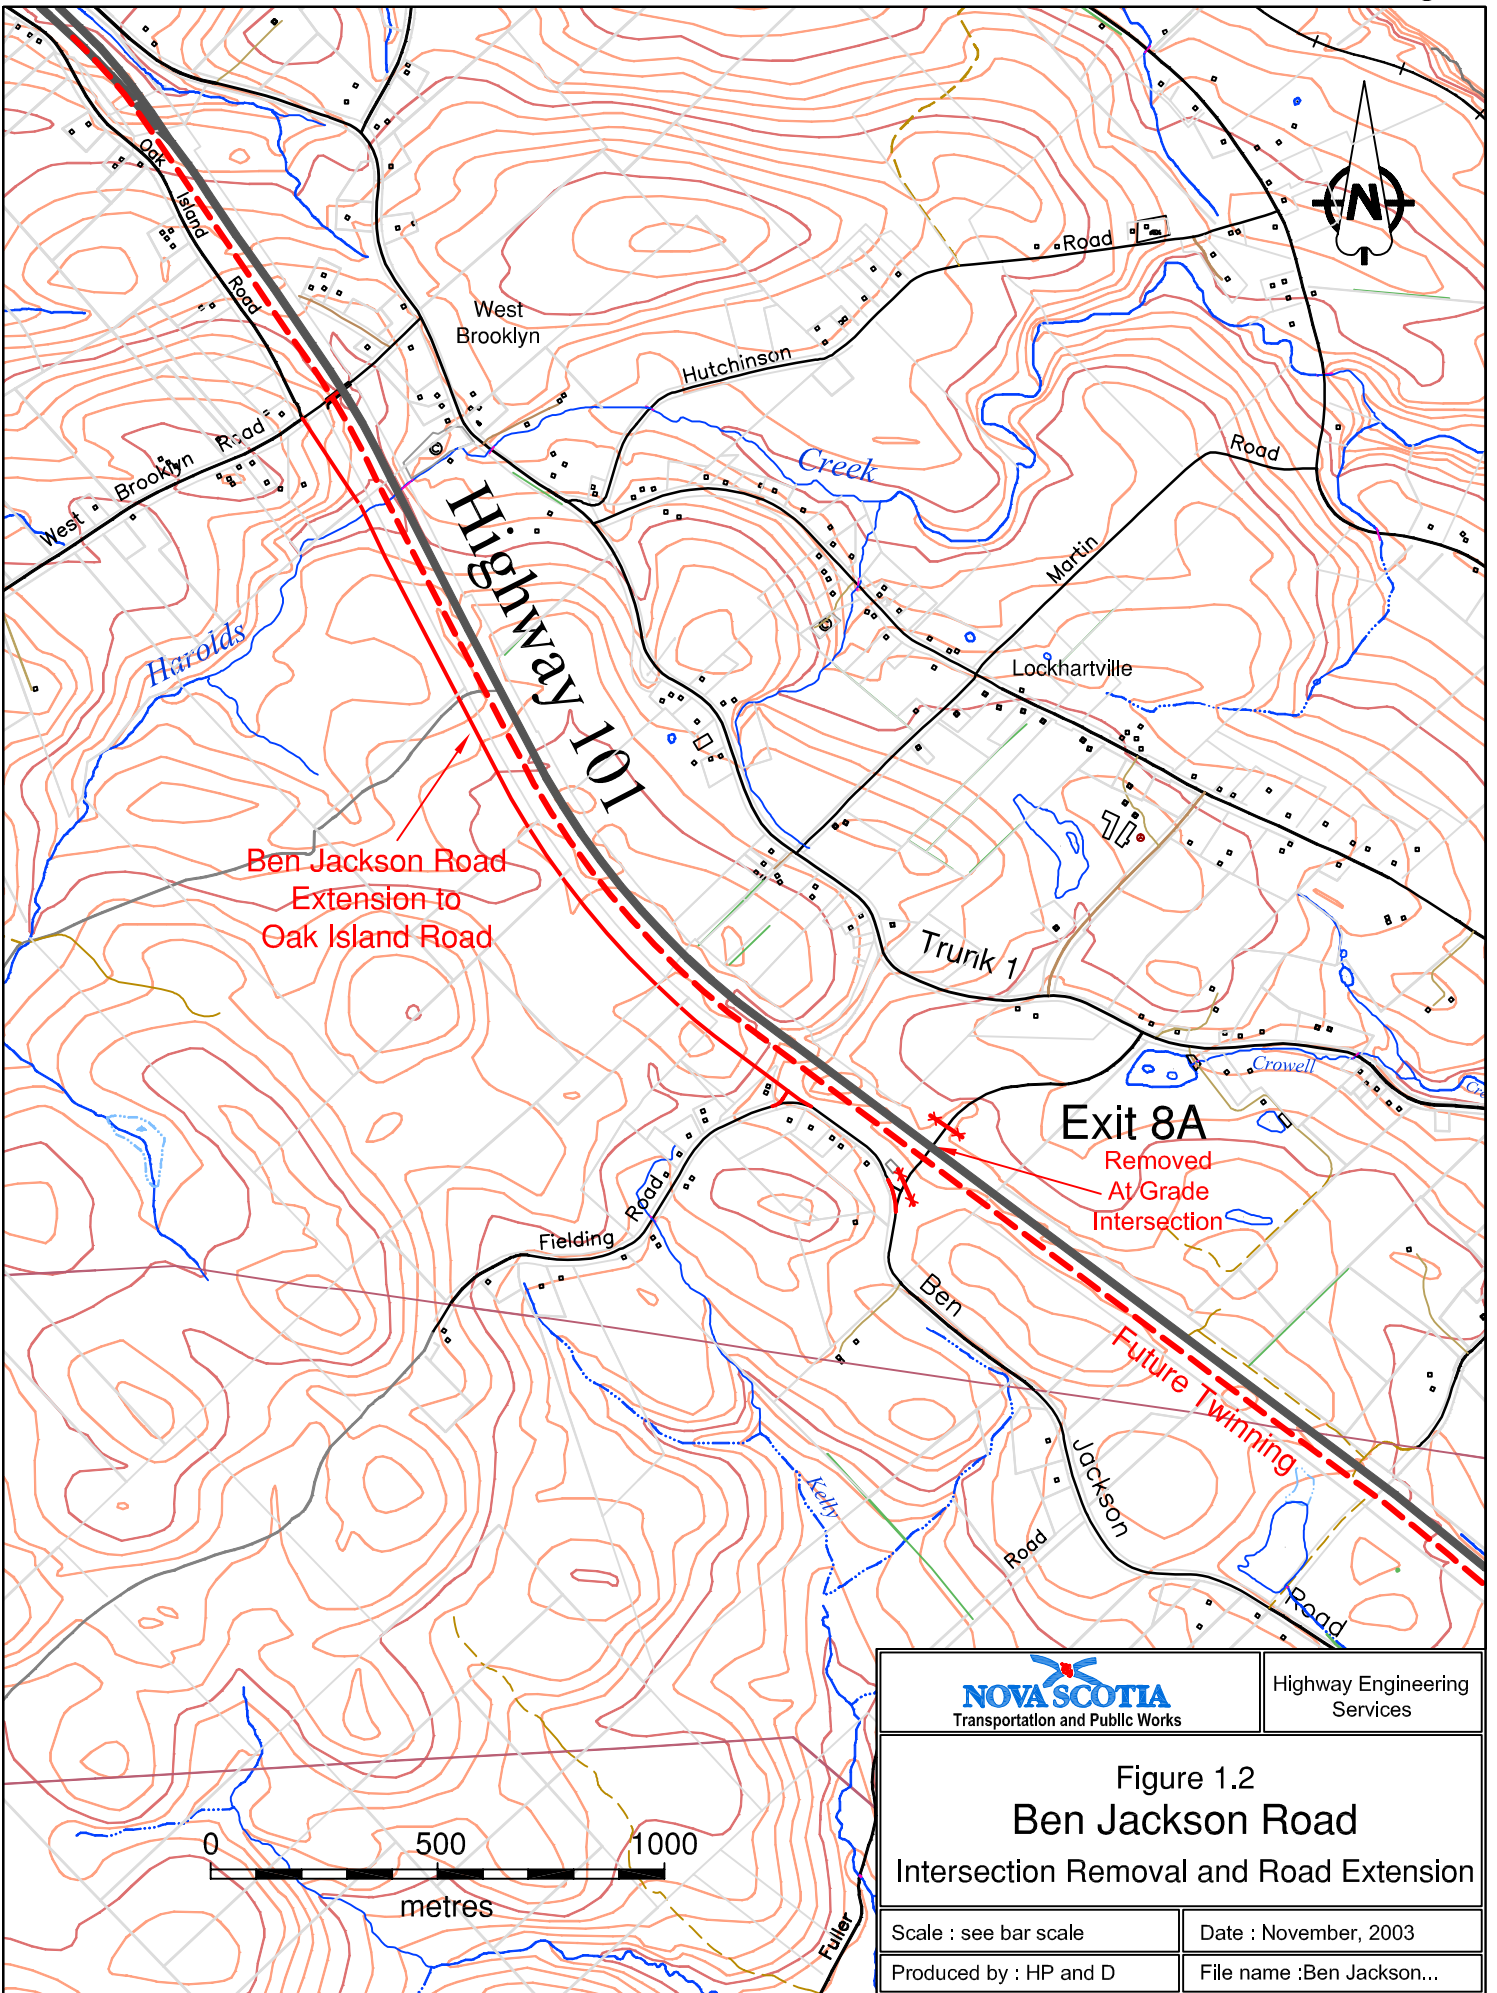 N
Oak
Island
Road
West
Brooklyn
Road
Hutchinson
Road
Creek
Road
Martin
West Brooklyn Road
Highway 101
Harolds
Lockhartville
Ben Jackson Road
Extension to
Oak Island Road
Trunk 1
Crowell
Exit 8A
Removed
At Grade
Intersection
Fielding
Road
Ben
Jackson
Road
Future Twinning
Kelly
Road
Fuller
0 500 1000
metres
NOVA SCOTIA
Transportation and Public Works
Highway Engineering
Services
Figure 1.2
Ben Jackson Road
Intersection Removal and Road Extension
Scale : see bar scale
Date : November, 2003
Produced by : HP and D
File name :Ben Jackson...